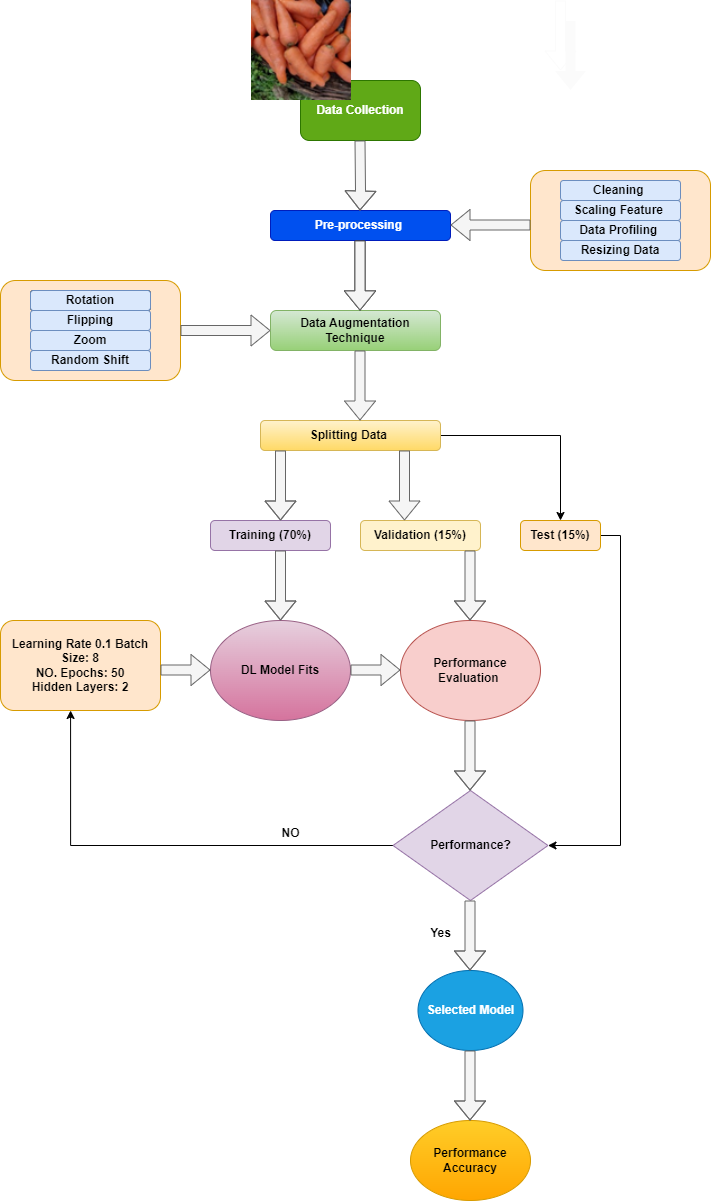 Data Collection
Pre-processing
Cleaning
Scaling Feature
Data Profiling
Resizing Data
Rotation
Flipping
Zoom
Random Shift
Data Augmentation
Technique
Splitting Data
Training (70%)
Validation (15%)
Test (15%)
Learning Rate 0.1 Batch
Size: 8
NO. Epochs: 50
Hidden Layers: 2
DL Model Fits
Performance
Evaluation
Performance?
NO
Yes
Selected Model
Performance
Accuracy